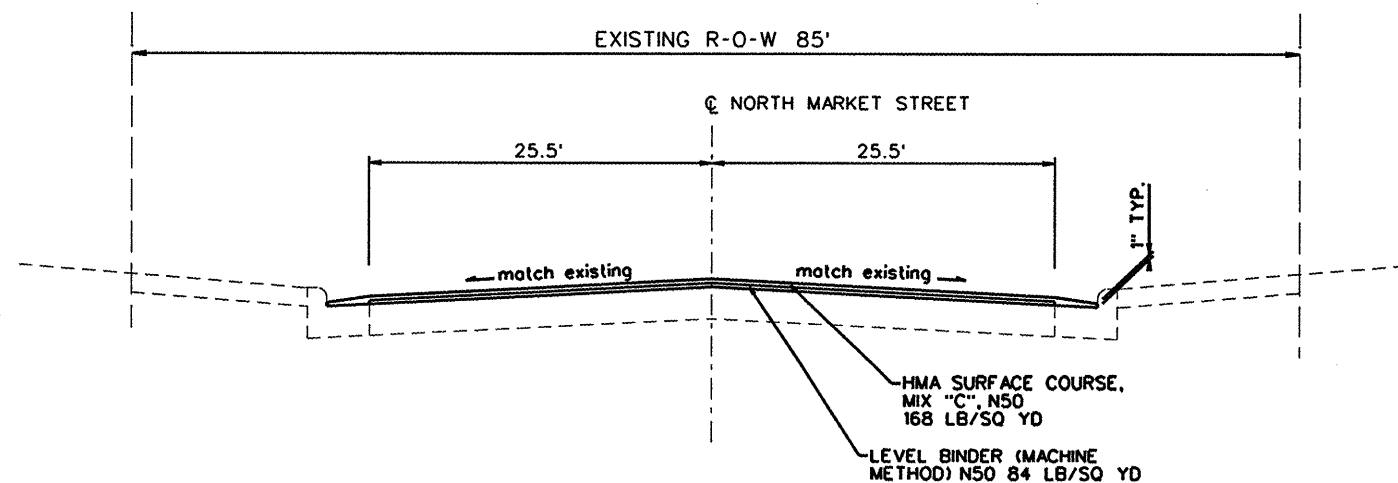 EXISTING R-O-W 85'
℄ NORTH MARKET STREET
25.5'
25.5'
1" TYP.
match existing
match existing
HMA SURFACE COURSE,
MIX "C", N50
168 LB/SQ YD
LEVEL BINDER (MACHINE
METHOD) N50 84 LB/SQ YD